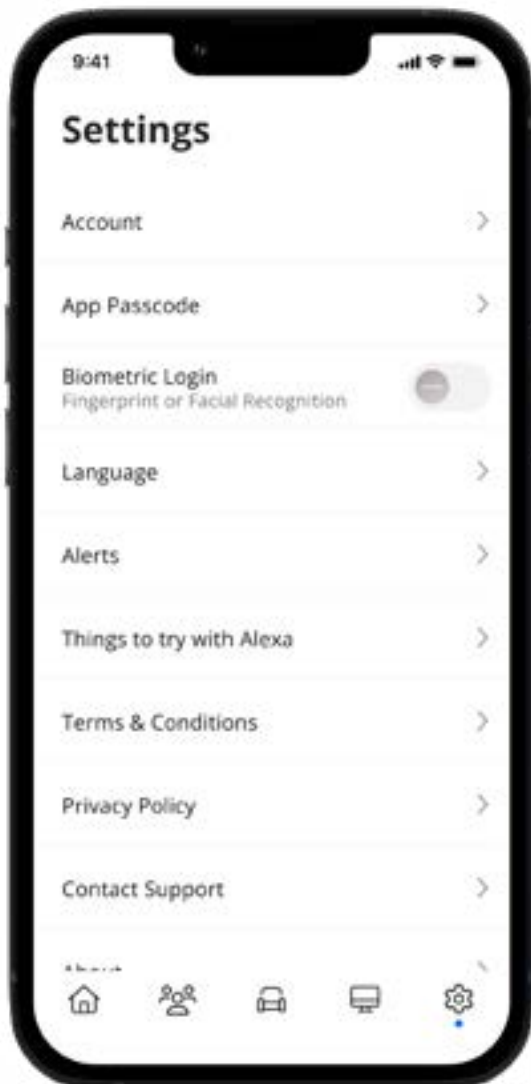 9:41
Settings
Account
App Passcode
Biometric Login
Fingerprint or Facial Recognition
Language
Alerts
Things to try with Alexa
Terms & Conditions
Privacy Policy
Contact Support
About